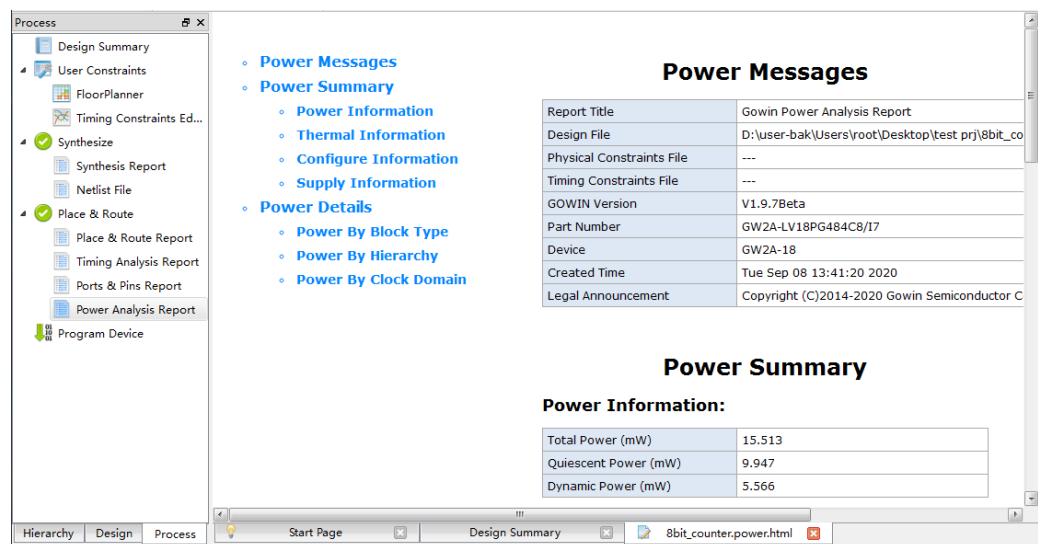 Process
Design Summary
User Constraints
FloorPlanner
Timing Constraints Ed...
Synthesize
Synthesis Report
Netlist File
Place & Route
Place & Route Report
Timing Analysis Report
Ports & Pins Report
Power Analysis Report
Program Device
Hierarchy Design Process
Power Messages
Power Summary
Power Information
Thermal Information
Configure Information
Supply Information
Power Details
Power By Block Type
Power By Hierarchy
Power By Clock Domain
Power Messages
Report Title Gowin Power Analysis Report
Design File D:\user-bak\Users\root\Desktop\test prj\8bit_co
Physical Constraints File ---
Timing Constraints File ---
GOWIN Version V1.9.7Beta
Part Number GW2A-LV18PG484C8/I7
Device GW2A-18
Created Time Tue Sep 08 13:41:20 2020
Legal Announcement Copyright (C)2014-2020 Gowin Semiconductor C
Power Summary
Power Information:
Total Power (mW) 15.513
Quiescent Power (mW) 9.947
Dynamic Power (mW) 5.566
Start Page Design Summary 8bit_counter.power.html